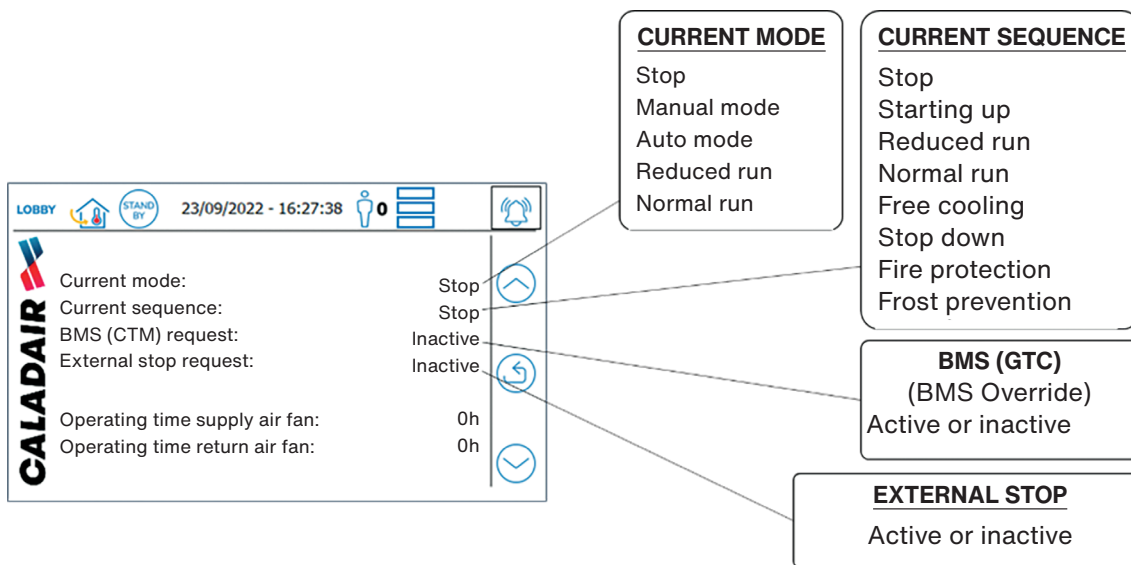 CURRENT MODE
Stop
Manual mode
Auto mode
Reduced run
Normal run
CURRENT SEQUENCE
Stop
Starting up
Reduced run
Normal run
Free cooling
Stop down
Fire protection
Frost prevention
LOBBY STAND BY 23/09/2022 - 16:27:38 0
CALADAIR
Current mode: Stop
Current sequence: Stop
BMS (CTM) request: Inactive
External stop request: Inactive
Operating time supply air fan: 0h
Operating time return air fan: 0h
BMS (GTC)
(BMS Override)
Active or inactive
EXTERNAL STOP
Active or inactive